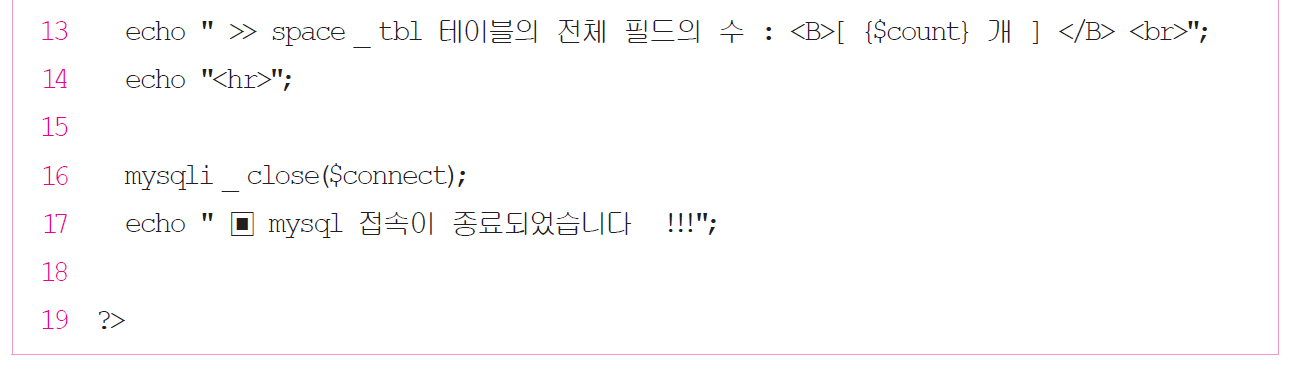 13 echo " >> space_tbl 테이블의 전체 필드의 수 : <B>[ {$count} 개 ] </B> <br>";
14 echo "<hr>";
15
16 mysqli_close($connect);
17 echo " ▣ mysql 접속이 종료되었습니다 !!!";
18
19 ?>